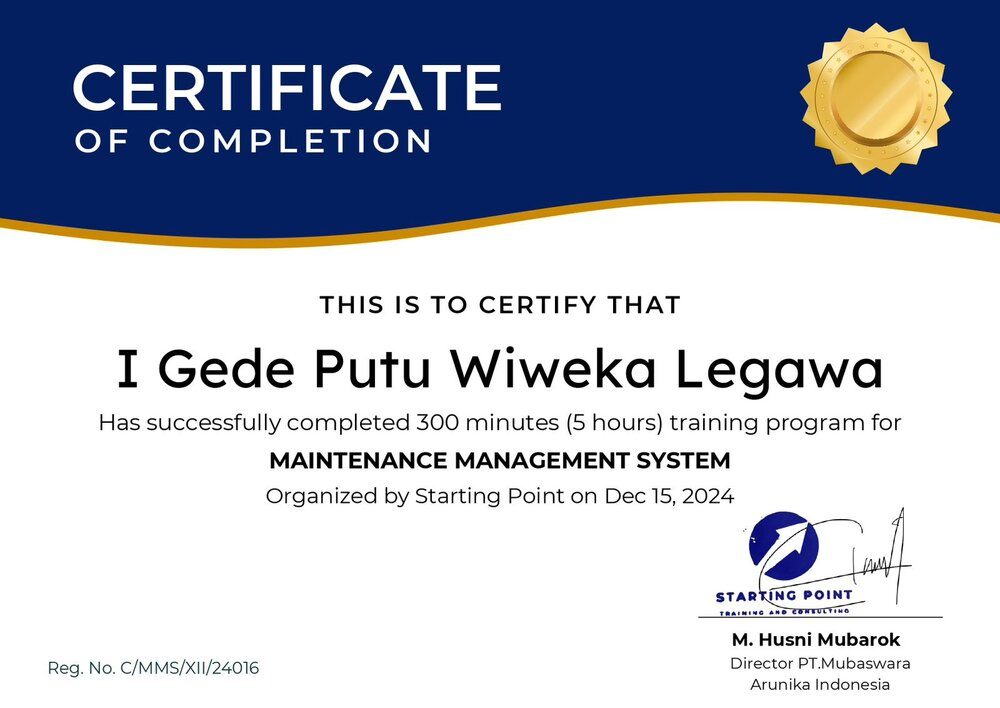 CERTIFICATE
OF COMPLETION
THIS IS TO CERTIFY THAT
I Gede Putu Wiweka Legawa
Has successfully completed 300 minutes (5 hours) training program for
MAINTENANCE MANAGEMENT SYSTEM
Organized by Starting Point on Dec 15, 2024
STARTING POINT
TRAINING AND CONSULTING
M. Husni Mubarok
Director PT.Mubaswara
Arunika Indonesia
Reg. No. C/MMS/XII/24016